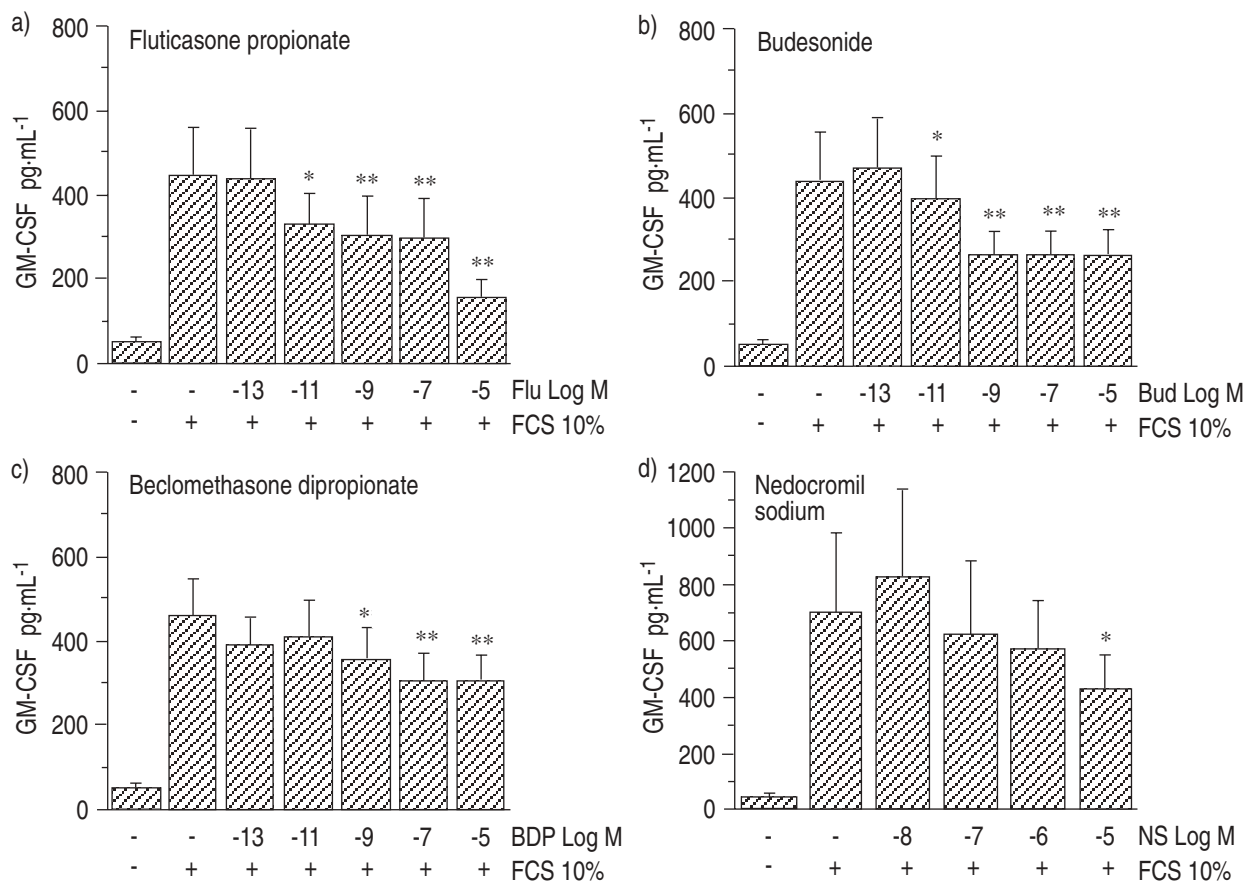 a)
Fluticasone propionate
GM-CSF pg·mL⁻¹
800
600
400
200
0
* ** ** **
- - -13 -11 -9 -7 -5 Flu Log M
- + + + + + + FCS 10%
b)
Budesonide
GM-CSF pg·mL⁻¹
800
600
400
200
0
* ** ** **
- - -13 -11 -9 -7 -5 Bud Log M
- + + + + + + FCS 10%
c)
Beclomethasone dipropionate
GM-CSF pg·mL⁻¹
800
600
400
200
0
* ** **
- - -13 -11 -9 -7 -5 BDP Log M
- + + + + + + FCS 10%
d)
Nedocromil
sodium
GM-CSF pg·mL⁻¹
1200
1000
800
600
400
200
0
*
- - -8 -7 -6 -5 NS Log M
- + + + + + FCS 10%